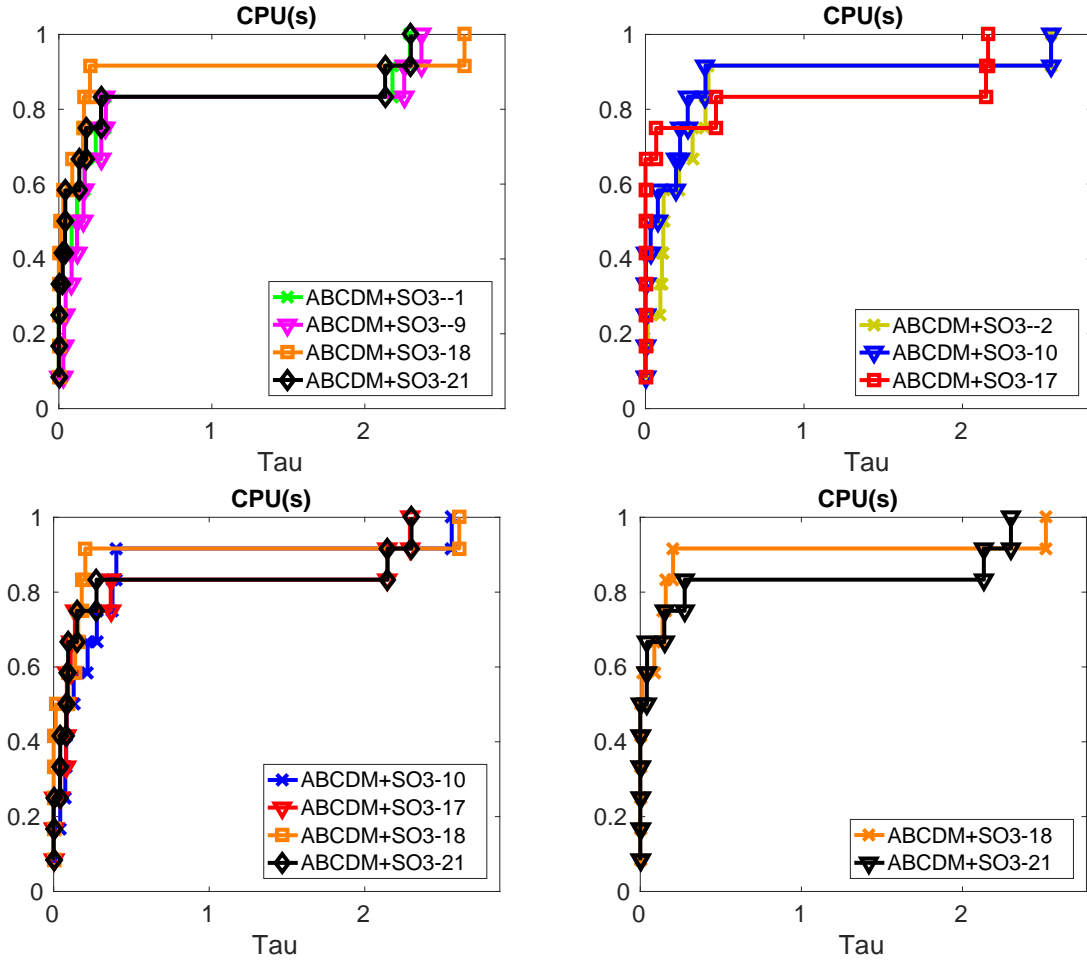 CPU(s)
1
0.8
0.6
0.4
0.2
0
0
1
2
Tau
ABCDM+SO3--1
ABCDM+SO3--9
ABCDM+SO3-18
ABCDM+SO3-21
CPU(s)
1
0.8
0.6
0.4
0.2
0
0
1
2
Tau
ABCDM+SO3--2
ABCDM+SO3-10
ABCDM+SO3-17
CPU(s)
1
0.8
0.6
0.4
0.2
0
0
1
2
Tau
ABCDM+SO3-10
ABCDM+SO3-17
ABCDM+SO3-18
ABCDM+SO3-21
CPU(s)
1
0.8
0.6
0.4
0.2
0
0
1
2
Tau
ABCDM+SO3-18
ABCDM+SO3-21